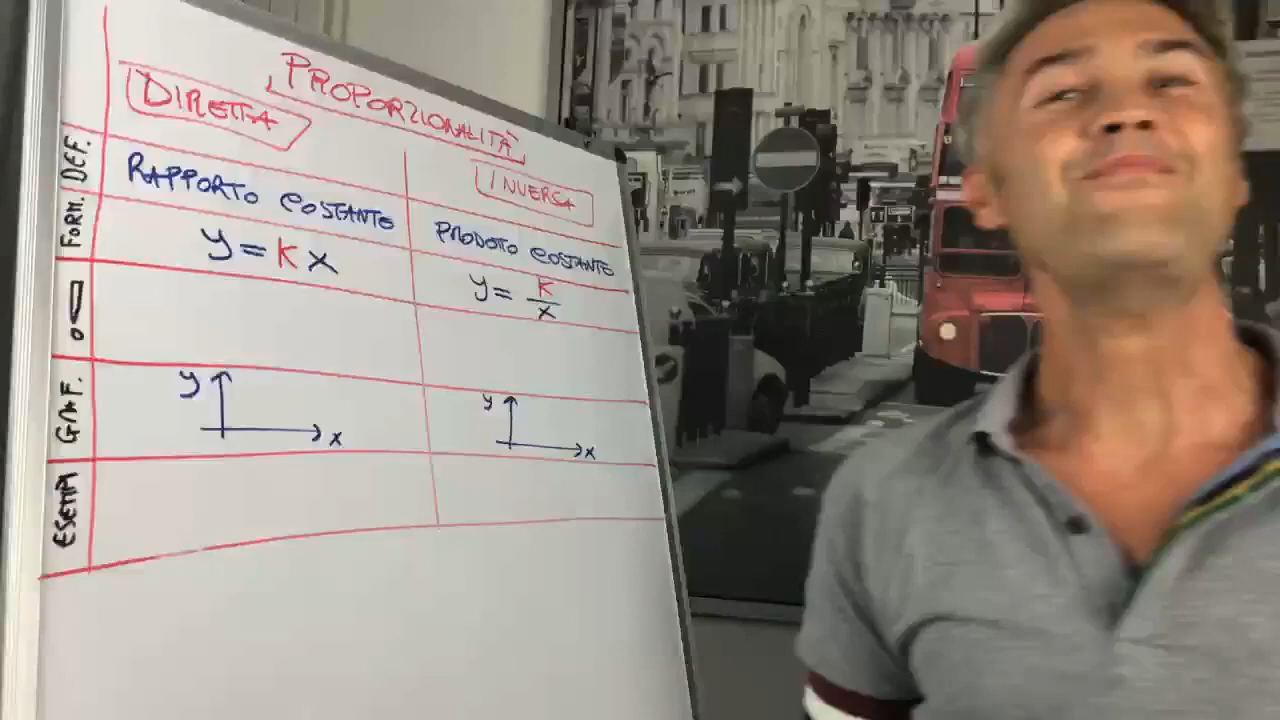 PROPORZIONALITÀ
DIRETTA
INVERSA
DEF.
RAPPORTO COSTANTE
PRODOTO COSTANTE
FORM.
y = K x
y = K/x
GRAF.
y
x
y
x
ESEMPI